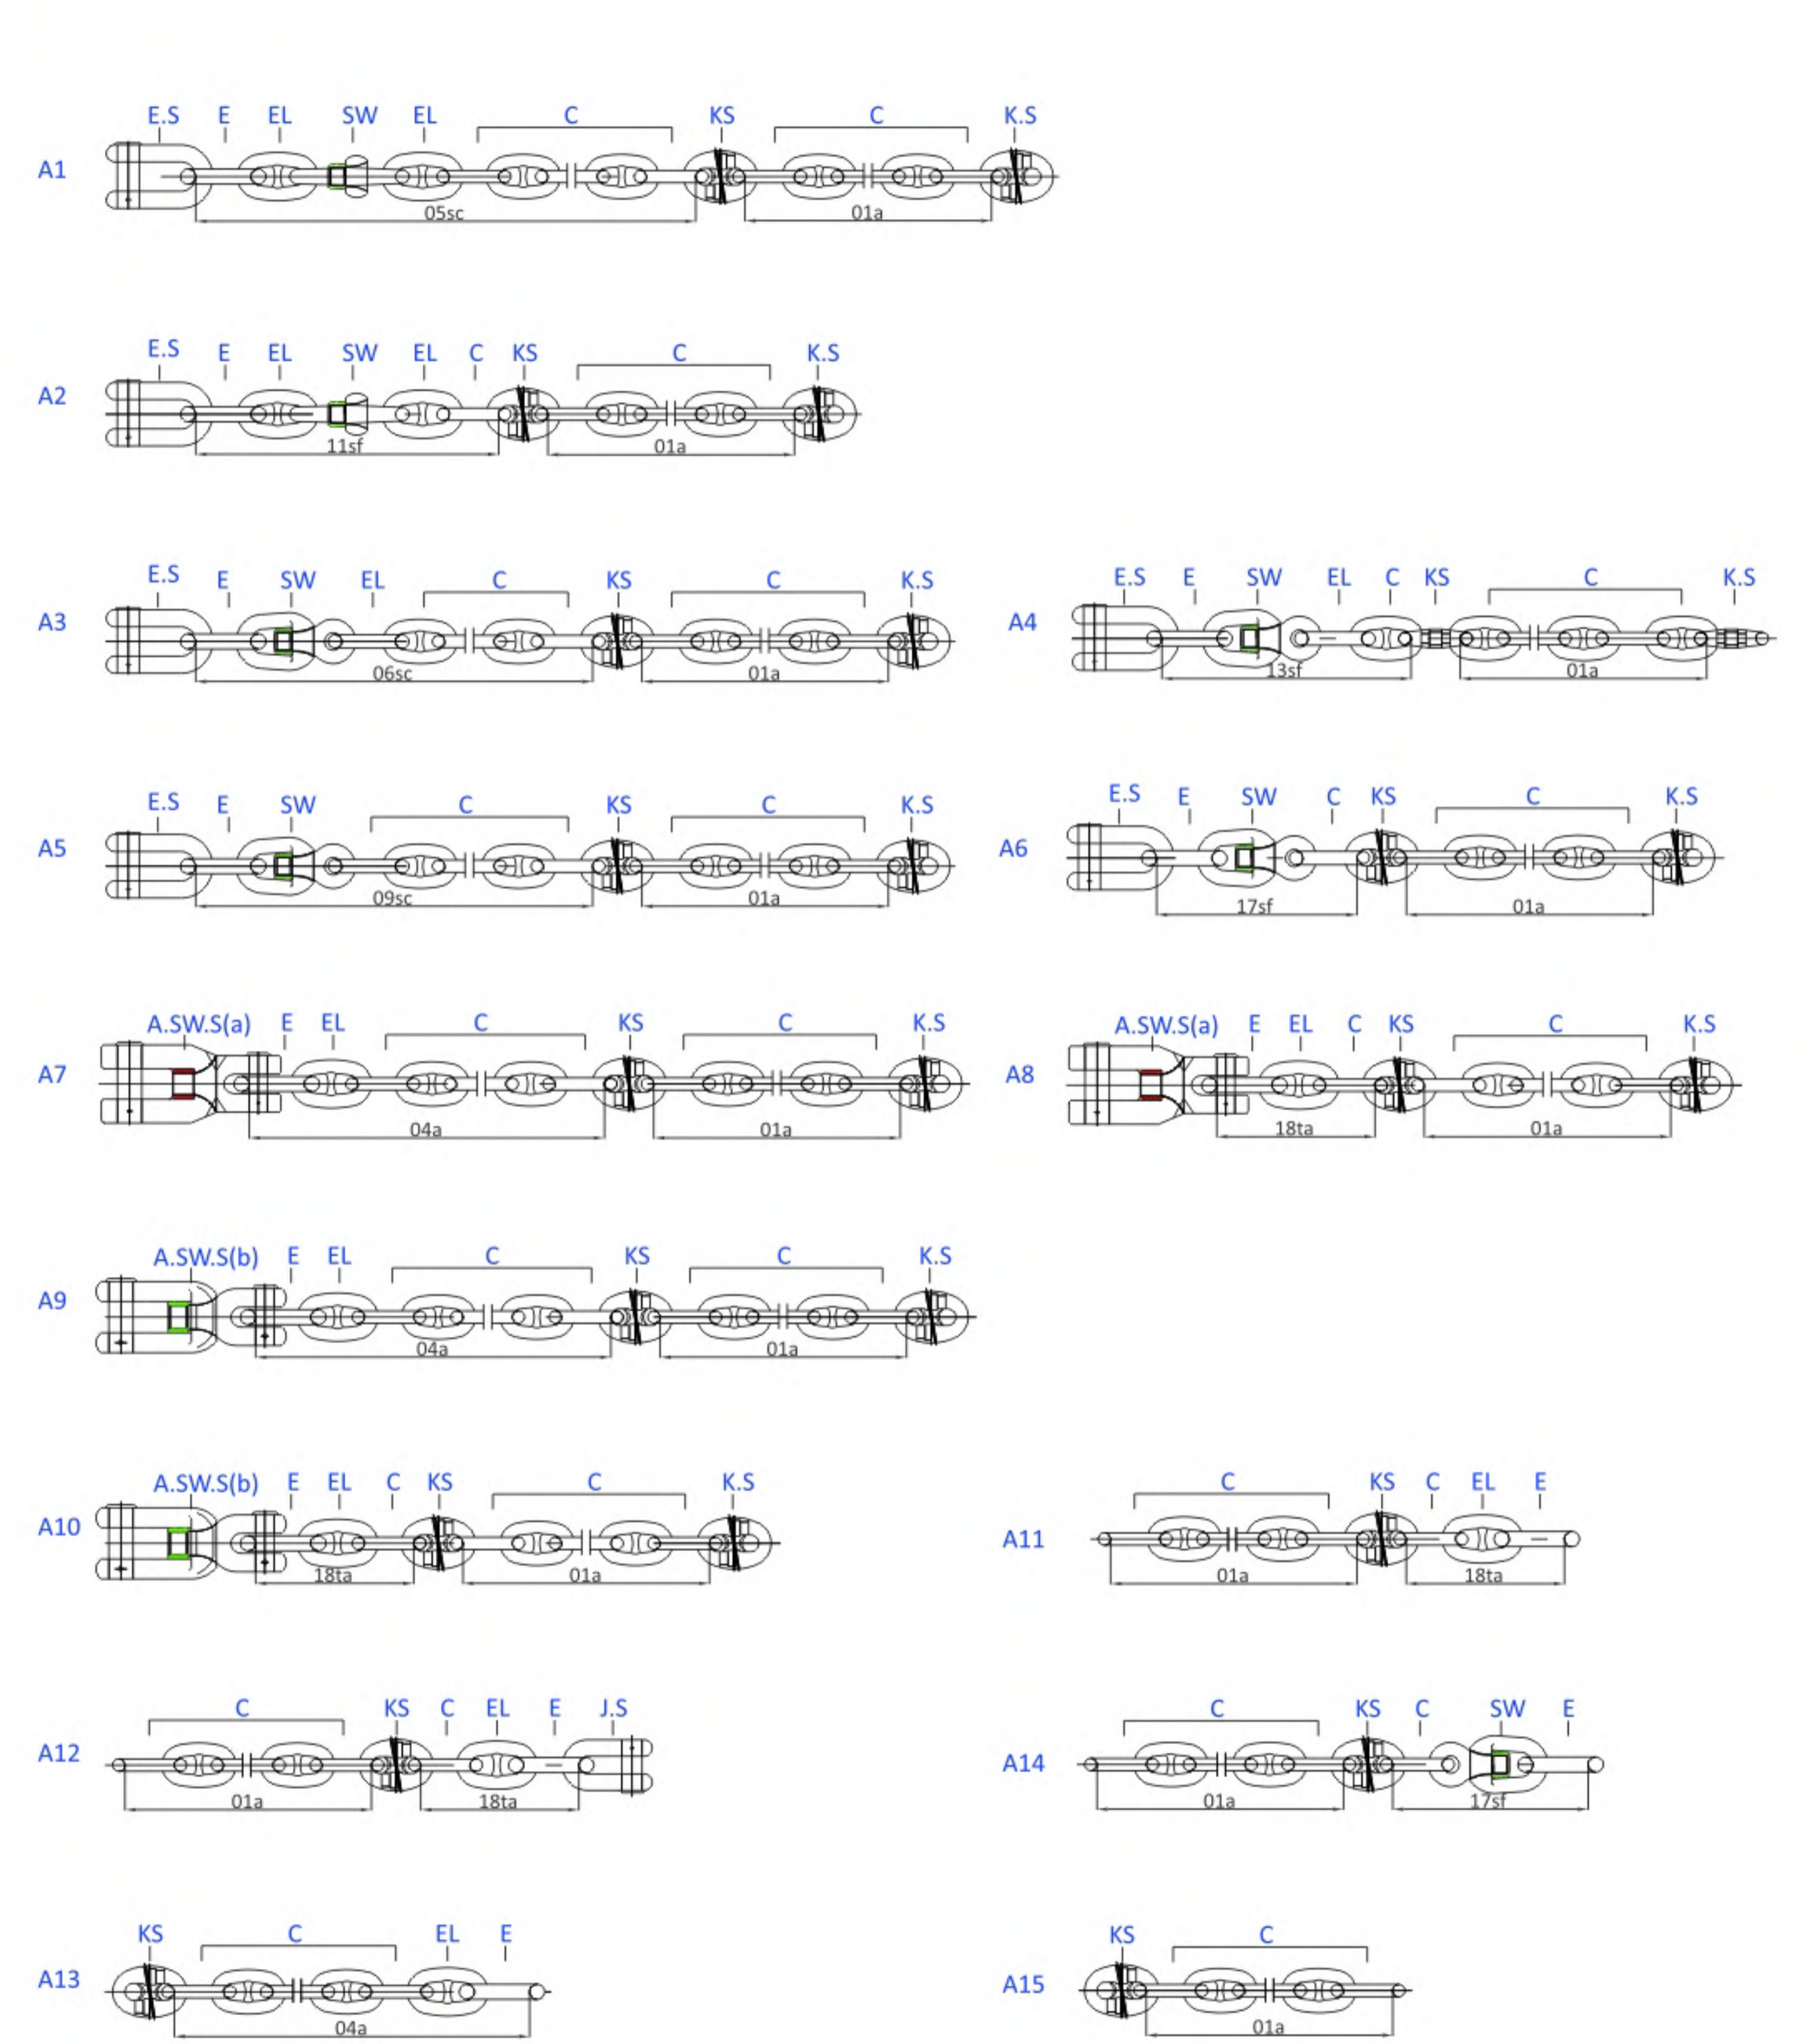 E.S E EL SW EL C KS C K.S
A1
05sc 01a
E.S E EL SW EL C KS C K.S
A2
11sf 01a
E.S E SW EL C KS C K.S
A3
06sc 01a
E.S E SW EL C KS C K.S
A4
13sf 01a
E.S E SW C KS C K.S
A5
09sc 01a
E.S E SW C KS C K.S
A6
17sf 01a
A.SW.S(a) E EL C KS C K.S
A7
04a 01a
A.SW.S(a) E EL C KS C K.S
A8
18ta 01a
A.SW.S(b) E EL C KS C K.S
A9
04a 01a
A.SW.S(b) E EL C KS C K.S
A10
18ta 01a
C KS C EL E
A11
01a 18ta
C KS C EL E J.S
A12
01a 18ta
C KS C SW E
A14
01a 17sf
KS C EL E
A13
04a
KS C
A15
01a